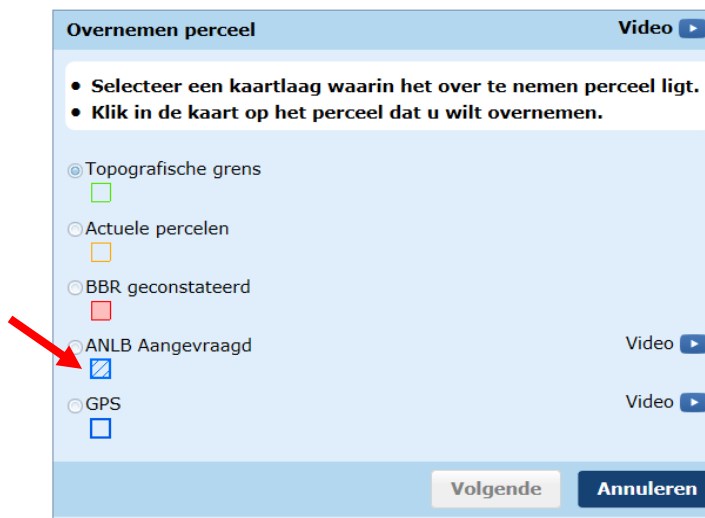 Overnemen perceel Video
• Selecteer een kaartlaag waarin het over te nemen perceel ligt.
• Klik in de kaart op het perceel dat u wilt overnemen.
Topografische grens
Actuele percelen
BBR geconstateerd
ANLB Aangevraagd Video
GPS Video
Volgende Annuleren